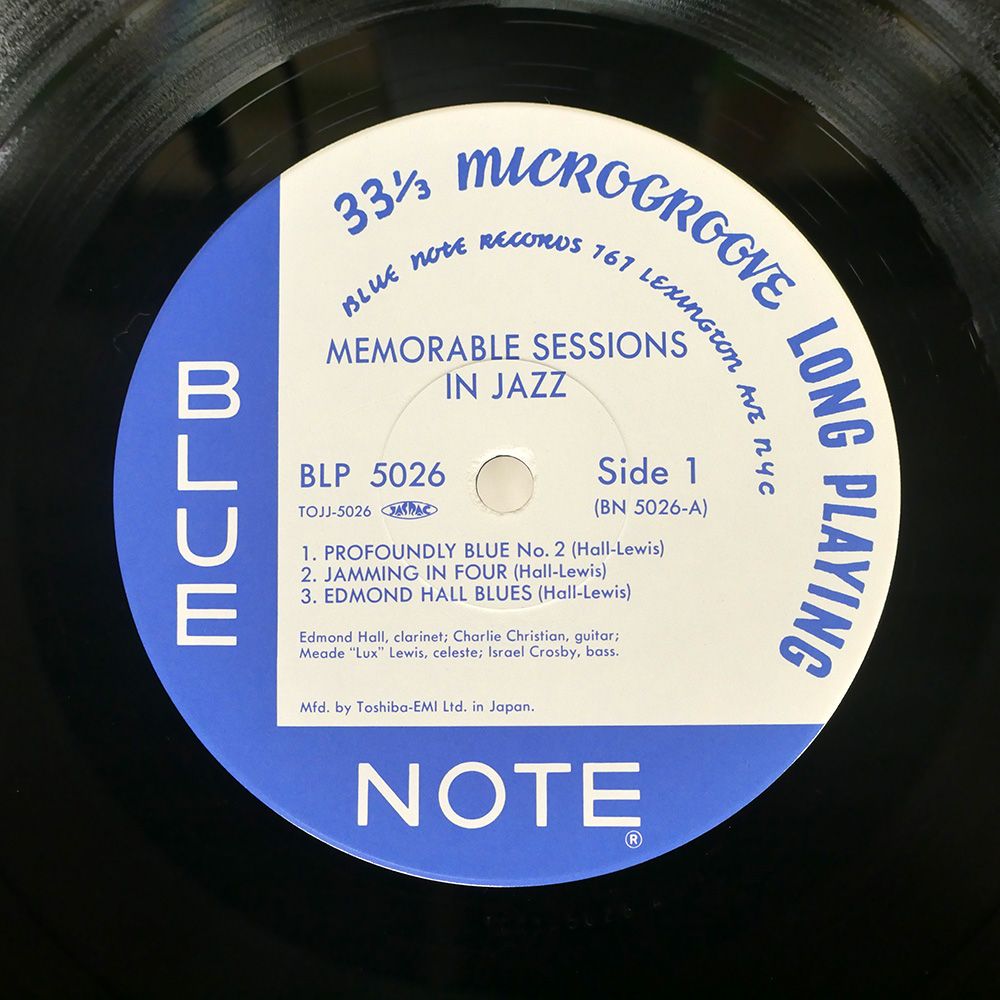 33⅓ MICROGROOVE LONG PLAYING
BLUE NOTE RECORDS 767 LEXINGTON AVE NYC
MEMORABLE SESSIONS
IN JAZZ
BLP 5026
Side 1
TOJJ-5026 JASRAC
(BN 5026-A)
1. PROFOUNDLY BLUE No. 2 (Hall-Lewis)
2. JAMMING IN FOUR (Hall-Lewis)
3. EDMOND HALL BLUES (Hall-Lewis)
Edmond Hall, clarinet; Charlie Christian, guitar;
Meade “Lux” Lewis, celeste; Israel Crosby, bass.
Mfd. by Toshiba-EMI Ltd. in Japan.
BLUE
NOTE
®